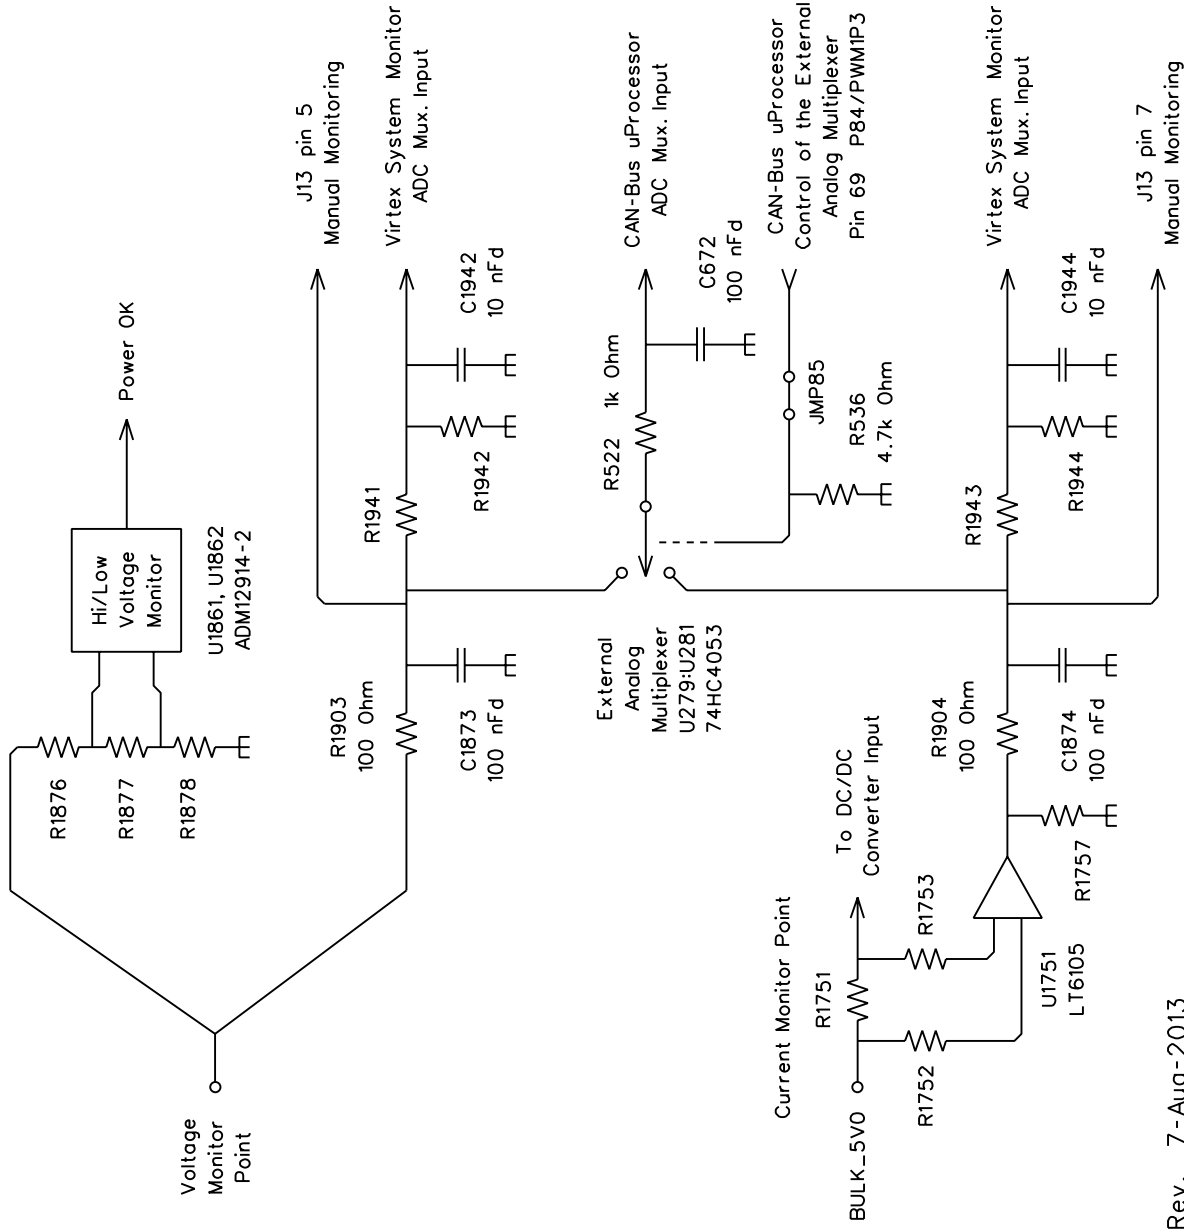 Voltage
Monitor
Point
R1876
R1877
R1878
Hi/Low
Voltage
Monitor
U1861, U1862
ADM12914-2
Power OK
R1903
100 Ohm
C1873
100 nFd
J13 pin 5
Manual Monitoring
R1941
R1942
C1942
10 nFd
Virtex System Monitor
ADC Mux. Input
External
Analog
Multiplexer
U279:U281
74HC4053
R522 1k Ohm
C672
100 nFd
CAN-Bus uProcessor
ADC Mux. Input
JMP85
R536
4.7k Ohm
CAN-Bus uProcessor
Control of the External
Analog Multiplexer
Pin 69 P84/PWM1P3
Current Monitor Point
BULK_5V0
R1751
To DC/DC
Converter Input
R1752
R1753
U1751
LT6105
R1757
R1904
100 Ohm
C1874
100 nFd
R1943
R1944
C1944
10 nFd
Virtex System Monitor
ADC Mux. Input
J13 pin 7
Manual Monitoring
Rev. 7-Aug-2013